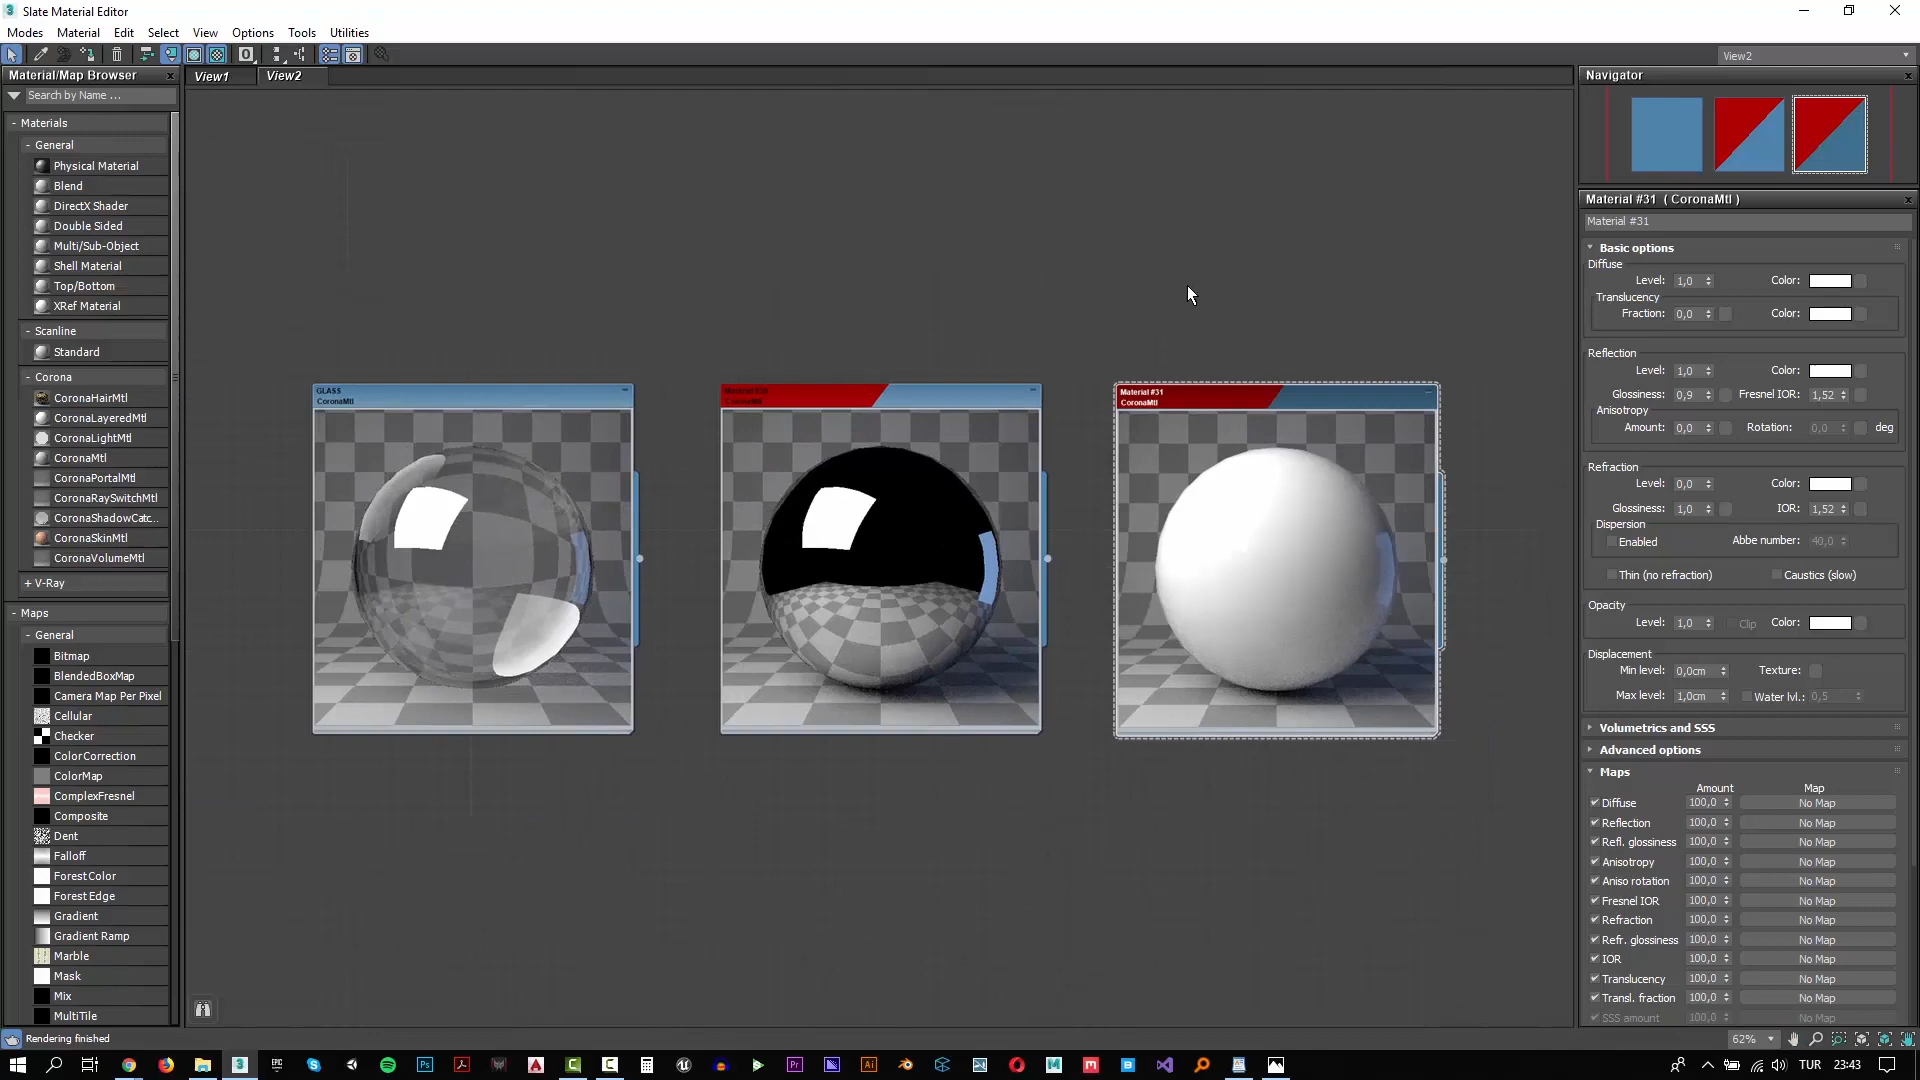 Slate Material Editor
Modes Material Edit Select View Options Tools Utilities
View2
Material/Map Browser
View1 View2
Navigator
Search by Name ...
- Materials
- General
Physical Material
Blend
DirectX Shader
Double Sided
Multi/Sub-Object
Shell Material
Top/Bottom
XRef Material
- Scanline
Standard
- Corona
CoronaHairMtl
CoronaLayeredMtl
CoronaLightMtl
CoronaMtl
CoronaPortalMtl
CoronaRaySwitchMtl
CoronaShadowCatc...
CoronaSkinMtl
CoronaVolumeMtl
+ V-Ray
- Maps
- General
Bitmap
BlendedBoxMap
Camera Map Per Pixel
Cellular
Checker
ColorCorrection
ColorMap
ComplexFresnel
Composite
Dent
Falloff
ForestColor
Forest Edge
Gradient
Gradient Ramp
Marble
Mask
Mix
MultiTile
GLASS
CoronaMtl
CoronaMtl
Material #31
CoronaMtl
Material #31 ( CoronaMtl )
Material #31
Basic options
Diffuse
Level: 1,0 Color:
Translucency
Fraction: 0,0 Color:
Reflection
Level: 1,0 Color:
Glossiness: 0,9 Fresnel IOR: 1,52
Anisotropy
Amount: 0,0 Rotation: 0,0 deg
Refraction
Level: 0,0 Color:
Glossiness: 1,0 IOR: 1,52
Dispersion
Enabled Abbe number: 40,0
Thin (no refraction) Caustics (slow)
Opacity
Level: 1,0 Clip Color:
Displacement
Min level: 0,0cm Texture:
Max level: 1,0cm Water lvl.: 0,5
Volumetrics and SSS
Advanced options
Maps
Amount Map
Diffuse 100,0 No Map
Reflection 100,0 No Map
Refl. glossiness 100,0 No Map
Anisotropy 100,0 No Map
Aniso rotation 100,0 No Map
Fresnel IOR 100,0 No Map
Refraction 100,0 No Map
Refr. glossiness 100,0 No Map
IOR 100,0 No Map
Translucency 100,0 No Map
Transl. fraction 100,0 No Map
SSS amount 100,0 No Map
Rendering finished
62%
TUR 23:43